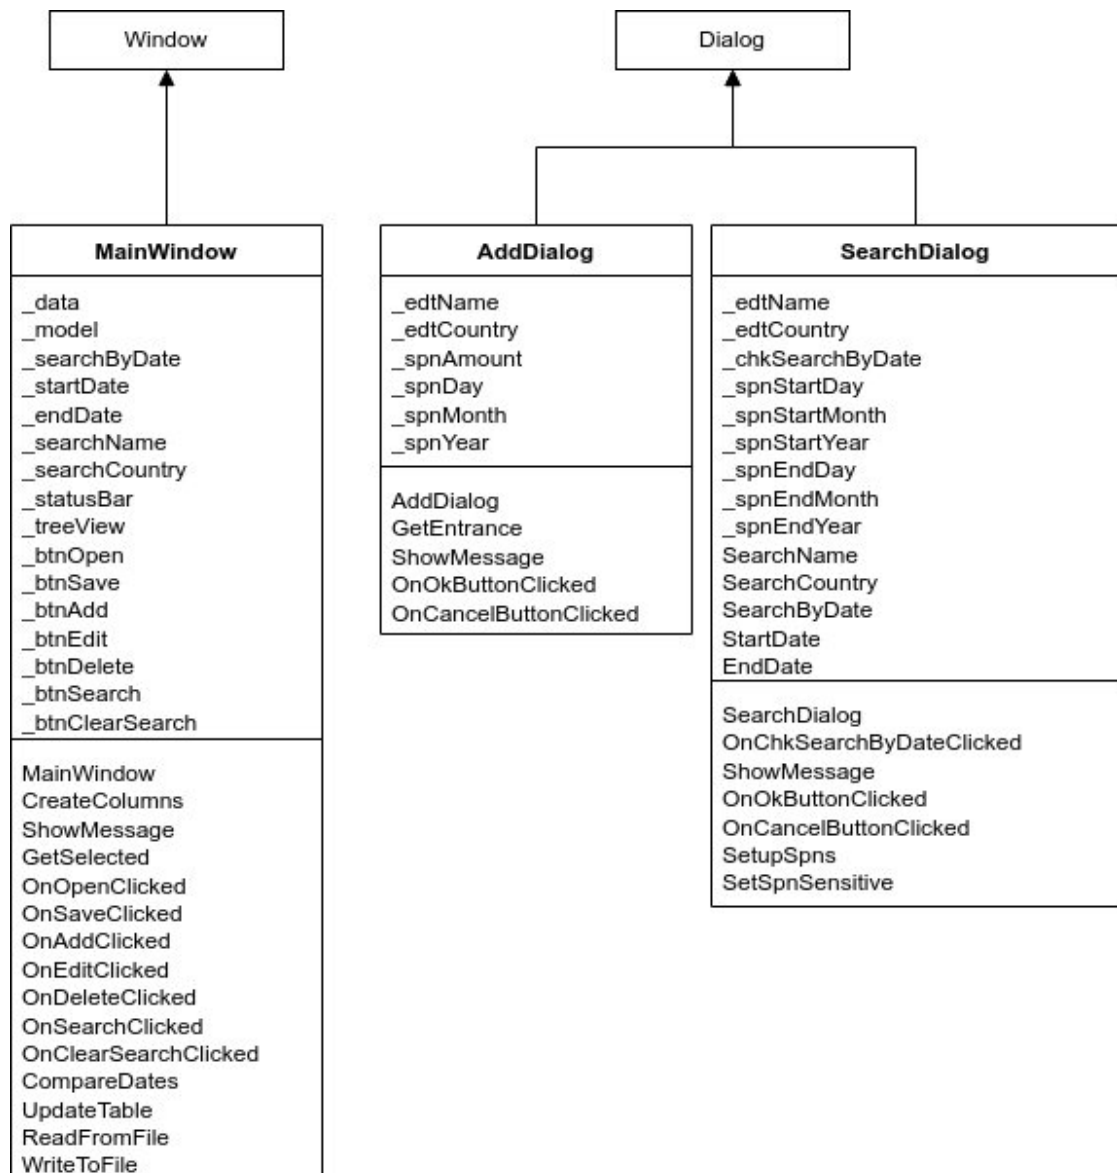 Window
Dialog
MainWindow
_data
_model
_searchByDate
_startDate
_endDate
_searchName
_searchCountry
_statusBar
_treeView
_btnOpen
_btnSave
_btnAdd
_btnEdit
_btnDelete
_btnSearch
_btnClearSearch
MainWindow
CreateColumns
ShowMessage
GetSelected
OnOpenClicked
OnSaveClicked
OnAddClicked
OnEditClicked
OnDeleteClicked
OnSearchClicked
OnClearSearchClicked
CompareDates
UpdateTable
ReadFromFile
WriteToFile
AddDialog
_edtName
_edtCountry
_spnAmount
_spnDay
_spnMonth
_spnYear
AddDialog
GetEntrance
ShowMessage
OnOkButtonClicked
OnCancelButtonClicked
SearchDialog
_edtName
_edtCountry
_chkSearchByDate
_spnStartDay
_spnStartMonth
_spnStartYear
_spnEndDay
_spnEndMonth
_spnEndYear
SearchName
SearchCountry
SearchByDate
StartDate
EndDate
SearchDialog
OnChkSearchByDateClicked
ShowMessage
OnOkButtonClicked
OnCancelButtonClicked
SetupSpns
SetSpnSensitive